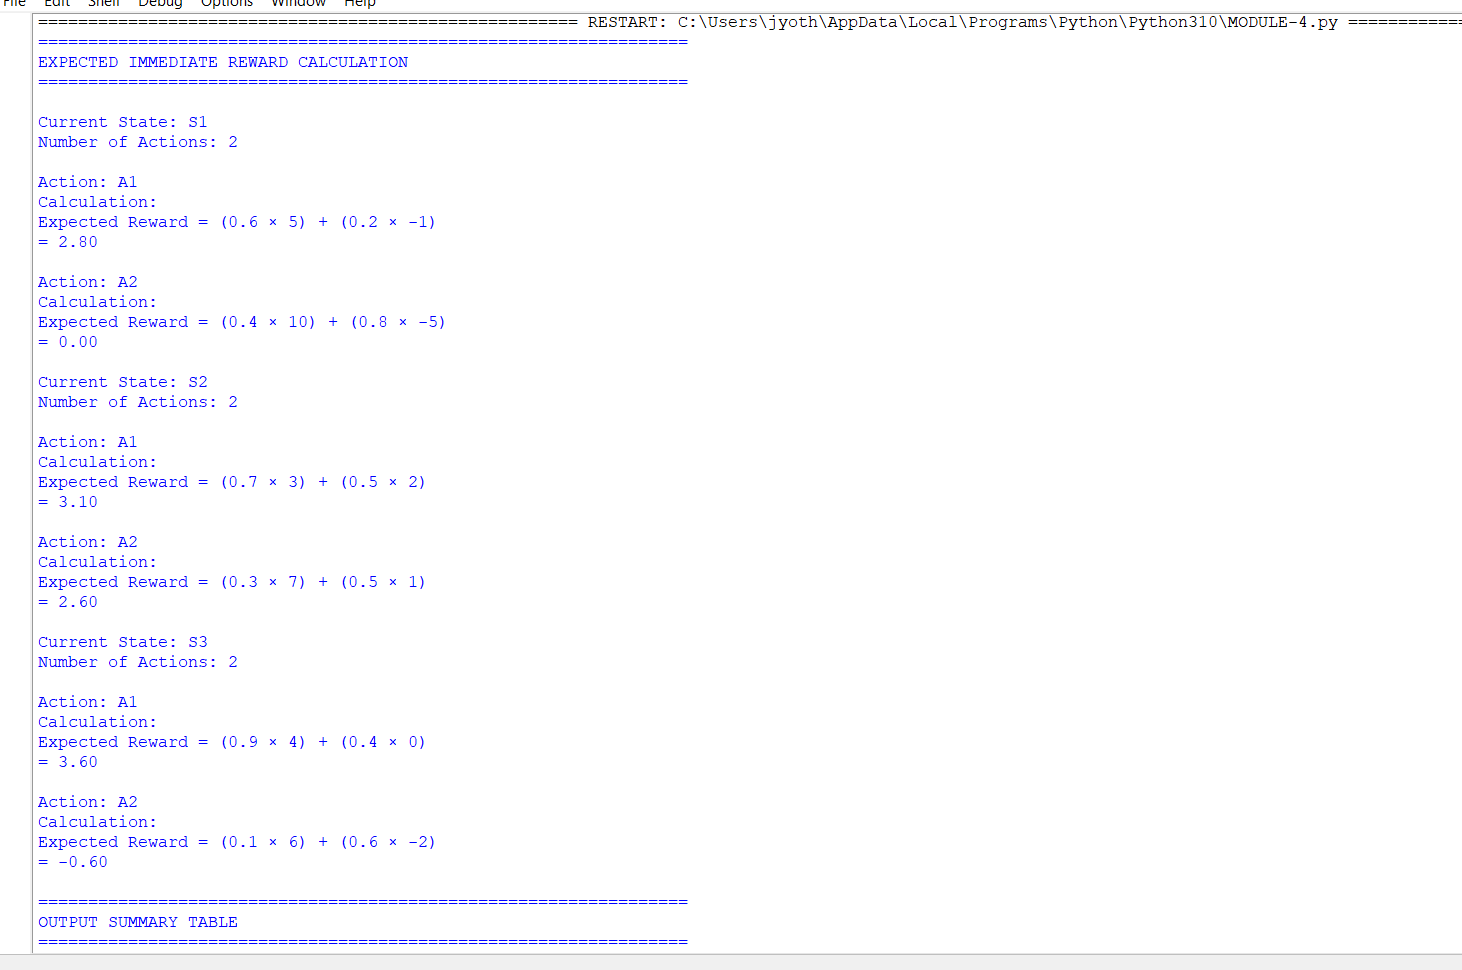 File Edit Shell Debug Options Window Help
====================================================== RESTART: C:\Users\jyoth\AppData\Local\Programs\Python\Python310\MODULE-4.py ============
=================================================================
EXPECTED IMMEDIATE REWARD CALCULATION
=================================================================
Current State: S1
Number of Actions: 2
Action: A1
Calculation:
Expected Reward = (0.6 × 5) + (0.2 × -1)
= 2.80
Action: A2
Calculation:
Expected Reward = (0.4 × 10) + (0.8 × -5)
= 0.00
Current State: S2
Number of Actions: 2
Action: A1
Calculation:
Expected Reward = (0.7 × 3) + (0.5 × 2)
= 3.10
Action: A2
Calculation:
Expected Reward = (0.3 × 7) + (0.5 × 1)
= 2.60
Current State: S3
Number of Actions: 2
Action: A1
Calculation:
Expected Reward = (0.9 × 4) + (0.4 × 0)
= 3.60
Action: A2
Calculation:
Expected Reward = (0.1 × 6) + (0.6 × -2)
= -0.60
=================================================================
OUTPUT SUMMARY TABLE
=================================================================